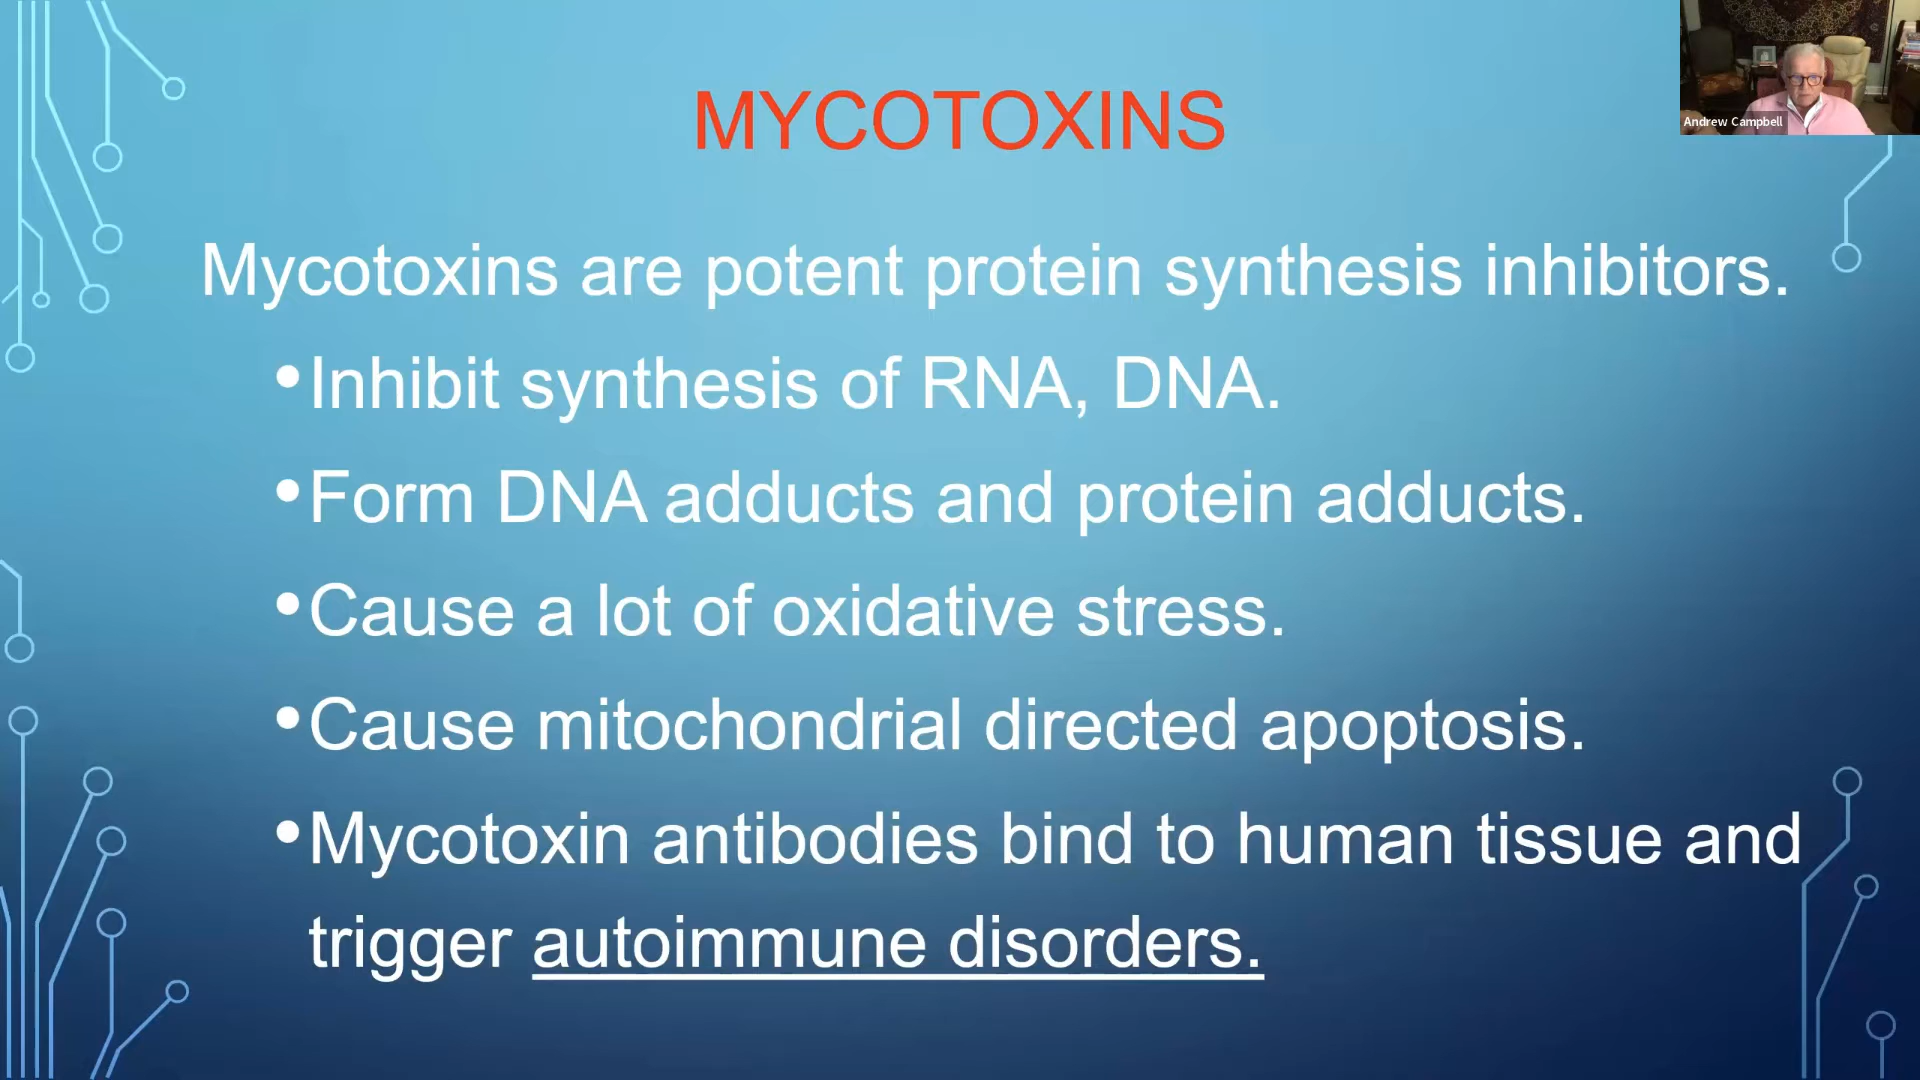 MYCOTOXINS
Andrew Campbell
Mycotoxins are potent protein synthesis inhibitors.
•Inhibit synthesis of RNA, DNA.
•Form DNA adducts and protein adducts.
•Cause a lot of oxidative stress.
•Cause mitochondrial directed apoptosis.
•Mycotoxin antibodies bind to human tissue and
trigger autoimmune disorders.